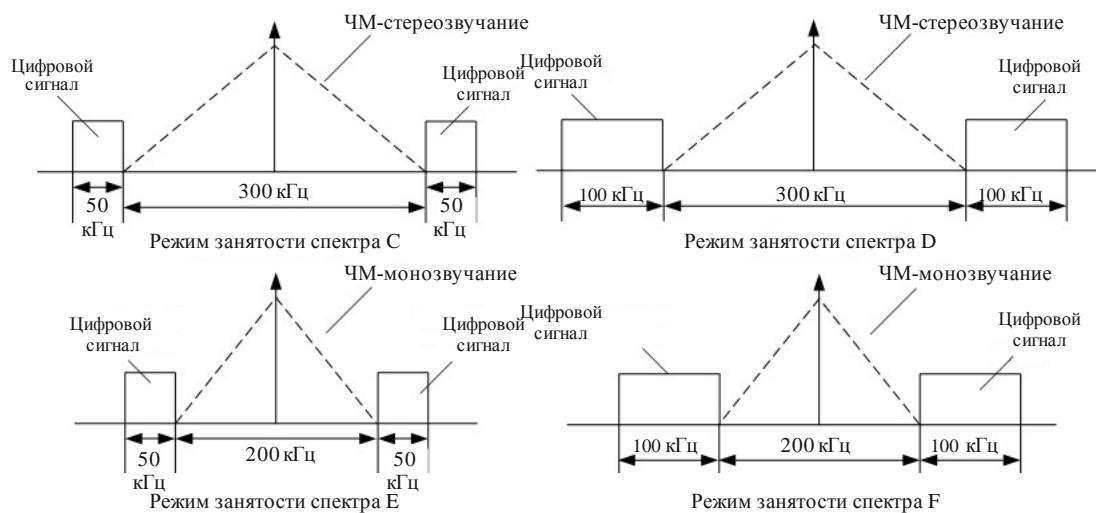 ЧМ-стереозвучание
Цифровой
сигнал
Цифровой
сигнал
50
кГц
300 кГц
50
кГц
Режим занятости спектра C
ЧМ-стереозвучание
Цифровой
сигнал
Цифровой
сигнал
100 кГц
300 кГц
100 кГц
Режим занятости спектра D
ЧМ-монозвучание
Цифровой
сигнал
Цифровой
сигнал
50
кГц
200 кГц
50
кГц
Режим занятости спектра E
ЧМ-монозвучание
Цифровой
сигнал
Цифровой
сигнал
100 кГц
200 кГц
100 кГц
Режим занятости спектра F